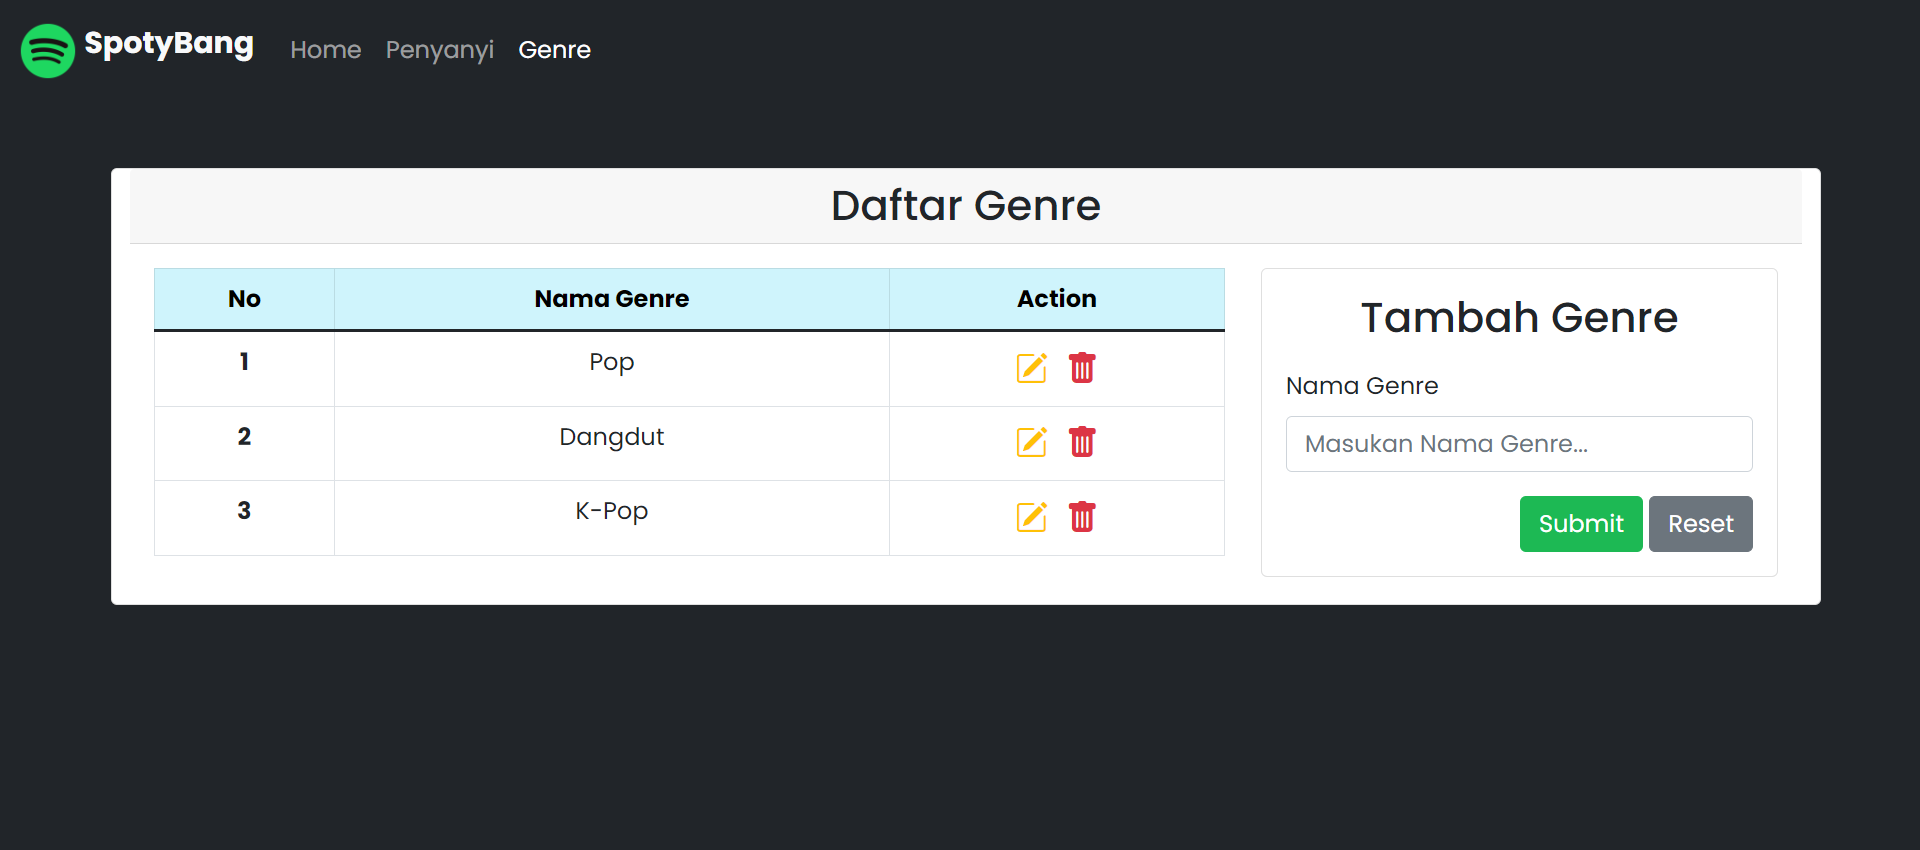 SpotyBang Home Penyanyi Genre
Daftar Genre
No Nama Genre Action
1 Pop
2 Dangdut
3 K-Pop
Tambah Genre
Nama Genre
Masukan Nama Genre...
Submit Reset